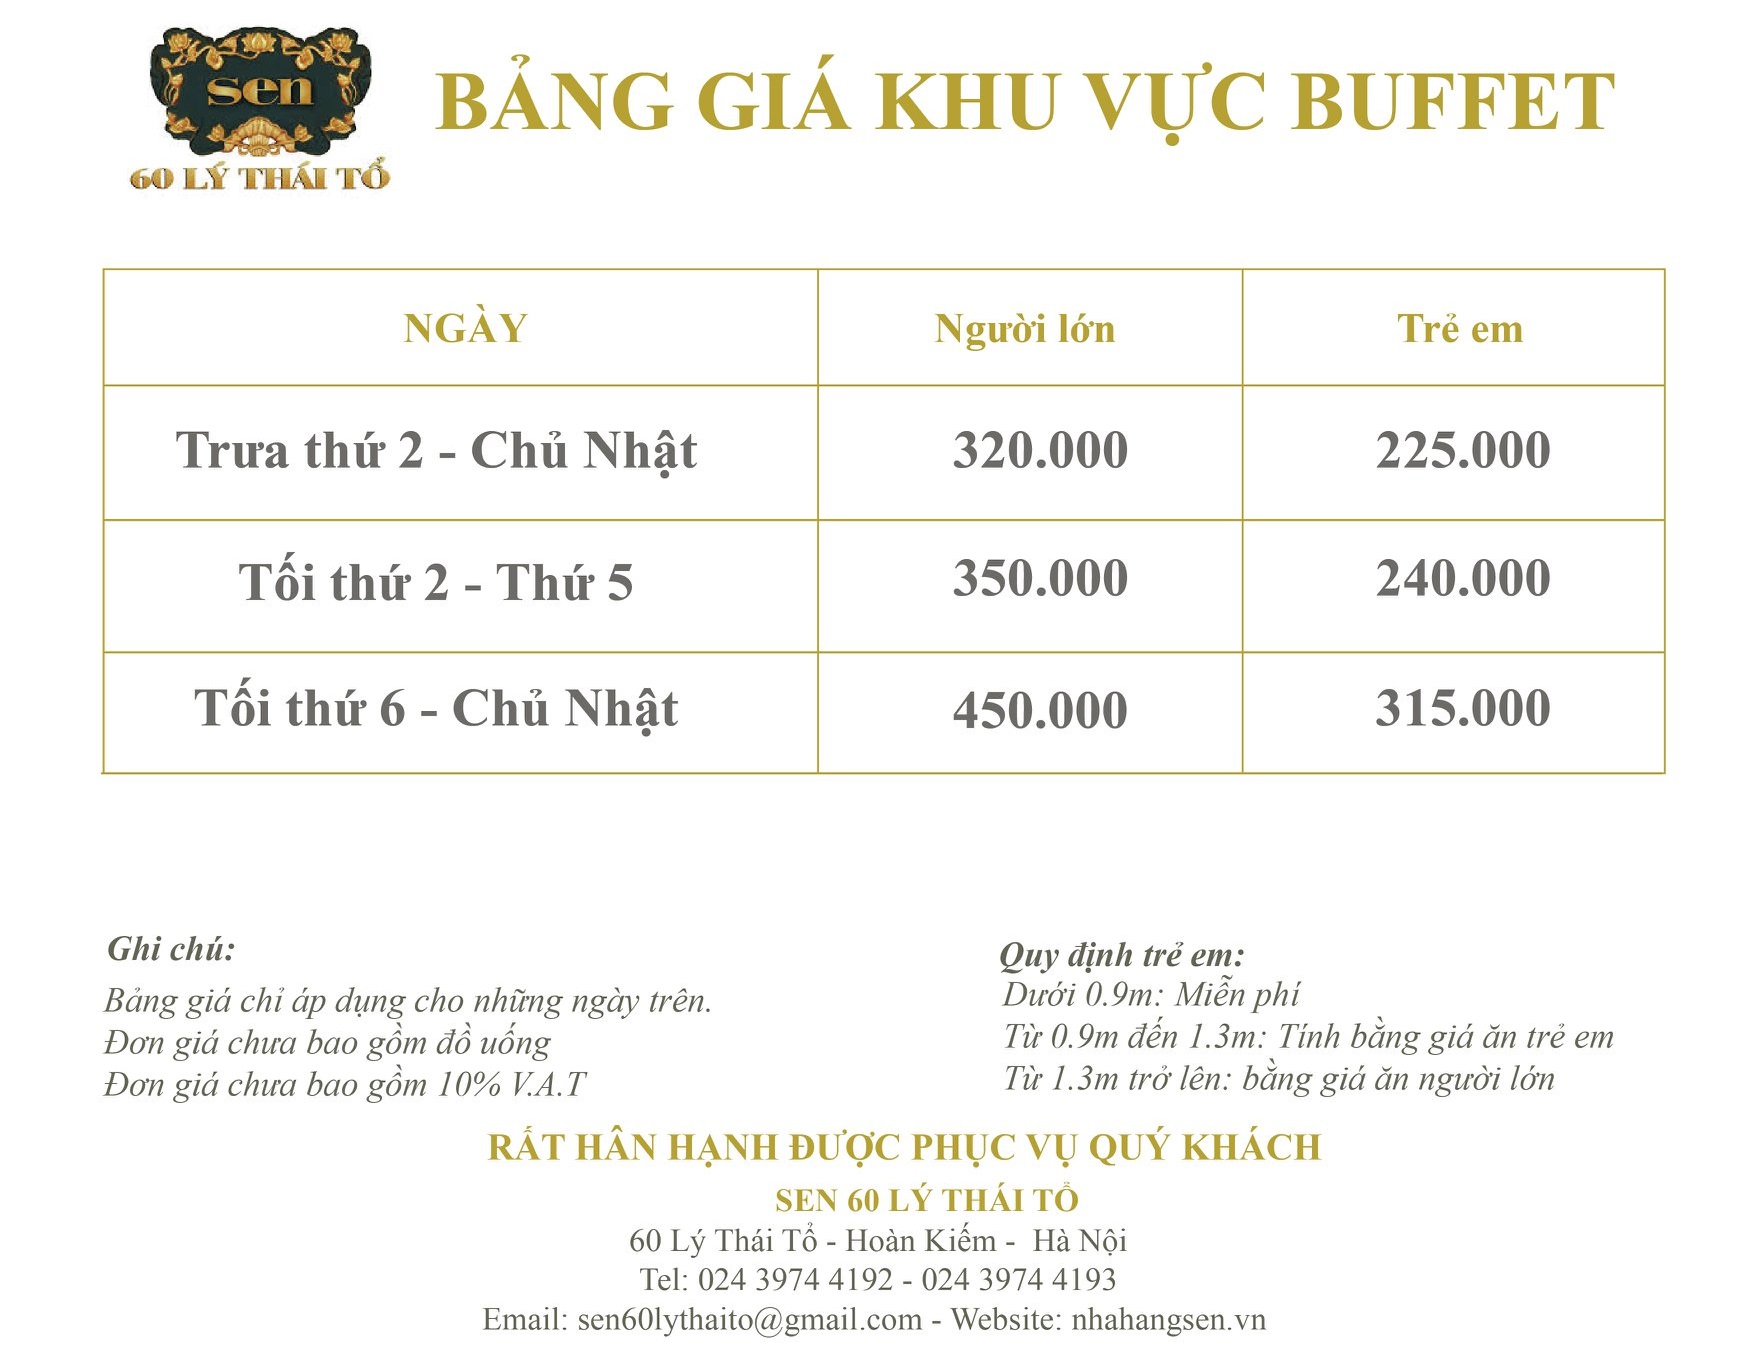 sen
60 LÝ THÁI TỔ
BẢNG GIÁ KHU VỰC BUFFET
NGÀY Người lớn Trẻ em
Trưa thứ 2 - Chủ Nhật 320.000 225.000
Tối thứ 2 - Thứ 5 350.000 240.000
Tối thứ 6 - Chủ Nhật 450.000 315.000
Ghi chú:
Bảng giá chỉ áp dụng cho những ngày trên.
Đơn giá chưa bao gồm đồ uống
Đơn giá chưa bao gồm 10% V.A.T
Quy định trẻ em:
Dưới 0.9m: Miễn phí
Từ 0.9m đến 1.3m: Tính bằng giá ăn trẻ em
Từ 1.3m trở lên: bằng giá ăn người lớn
RẤT HÂN HẠNH ĐƯỢC PHỤC VỤ QUÝ KHÁCH
SEN 60 LÝ THÁI TỔ
60 Lý Thái Tổ - Hoàn Kiếm - Hà Nội
Tel: 024 3974 4192 - 024 3974 4193
Email: sen60lythaito@gmail.com - Website: nhahangsen.vn